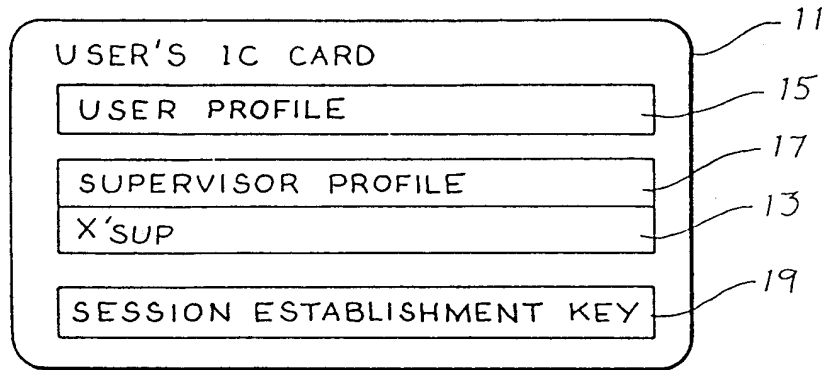 11
USER'S IC CARD
USER PROFILE
15
17
SUPERVISOR PROFILE
13
X'SUP
19
SESSION ESTABLISHMENT KEY